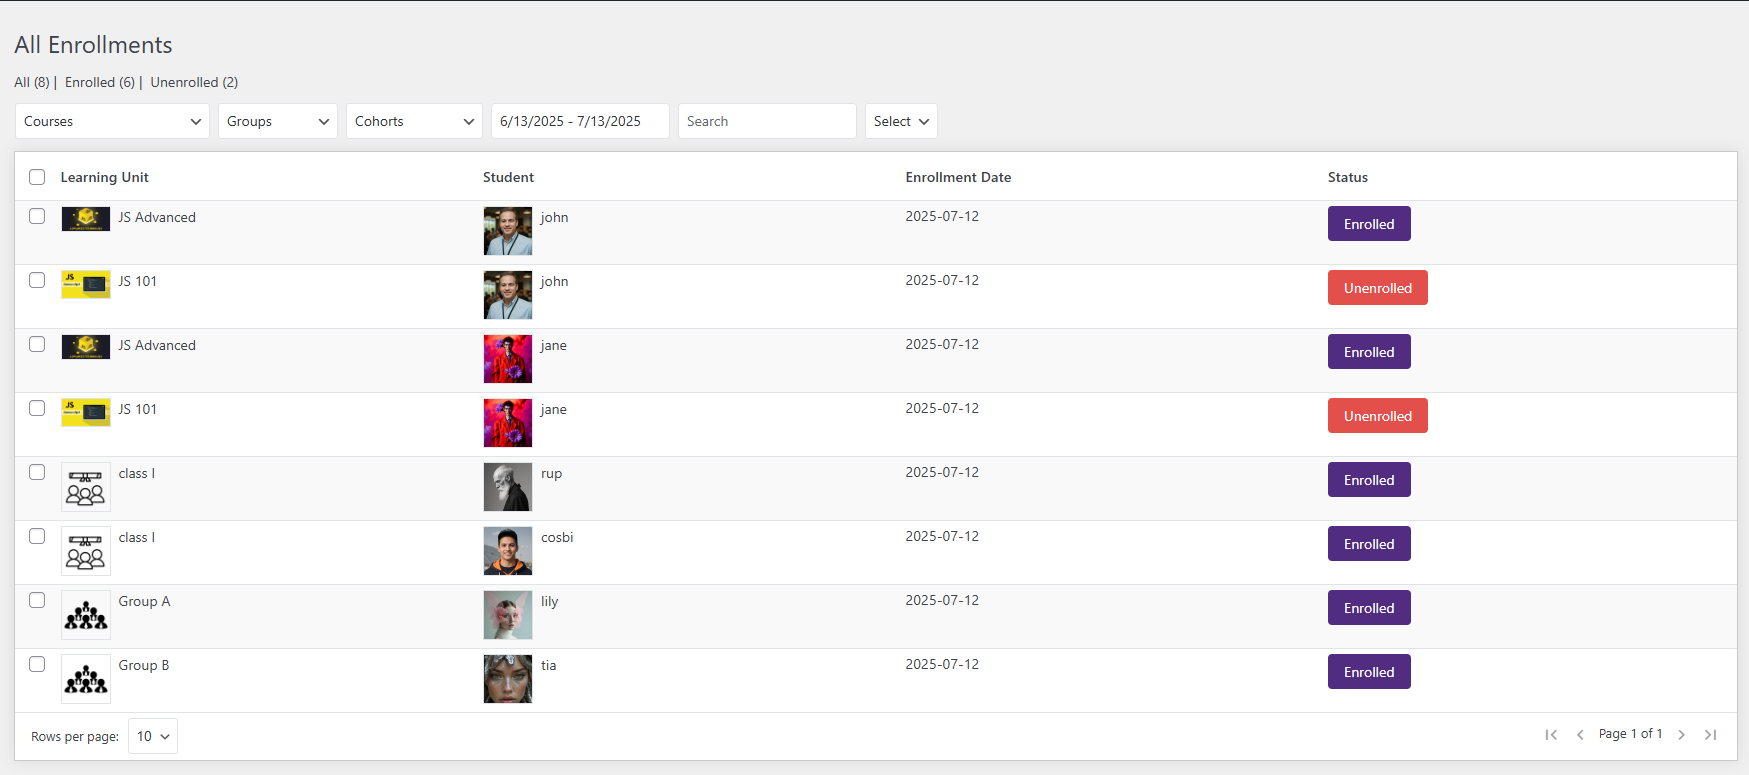 All Enrollments
All (8) | Enrolled (6) | Unenrolled (2)
Courses Groups Cohorts 6/13/2025 - 7/13/2025 Search Select
Learning Unit Student Enrollment Date Status
JS Advanced john 2025-07-12 Enrolled
JS 101 john 2025-07-12 Unenrolled
JS Advanced jane 2025-07-12 Enrolled
JS 101 jane 2025-07-12 Unenrolled
class I rup 2025-07-12 Enrolled
class I cosbi 2025-07-12 Enrolled
Group A lily 2025-07-12 Enrolled
Group B tia 2025-07-12 Enrolled
Rows per page: 10 Page 1 of 1